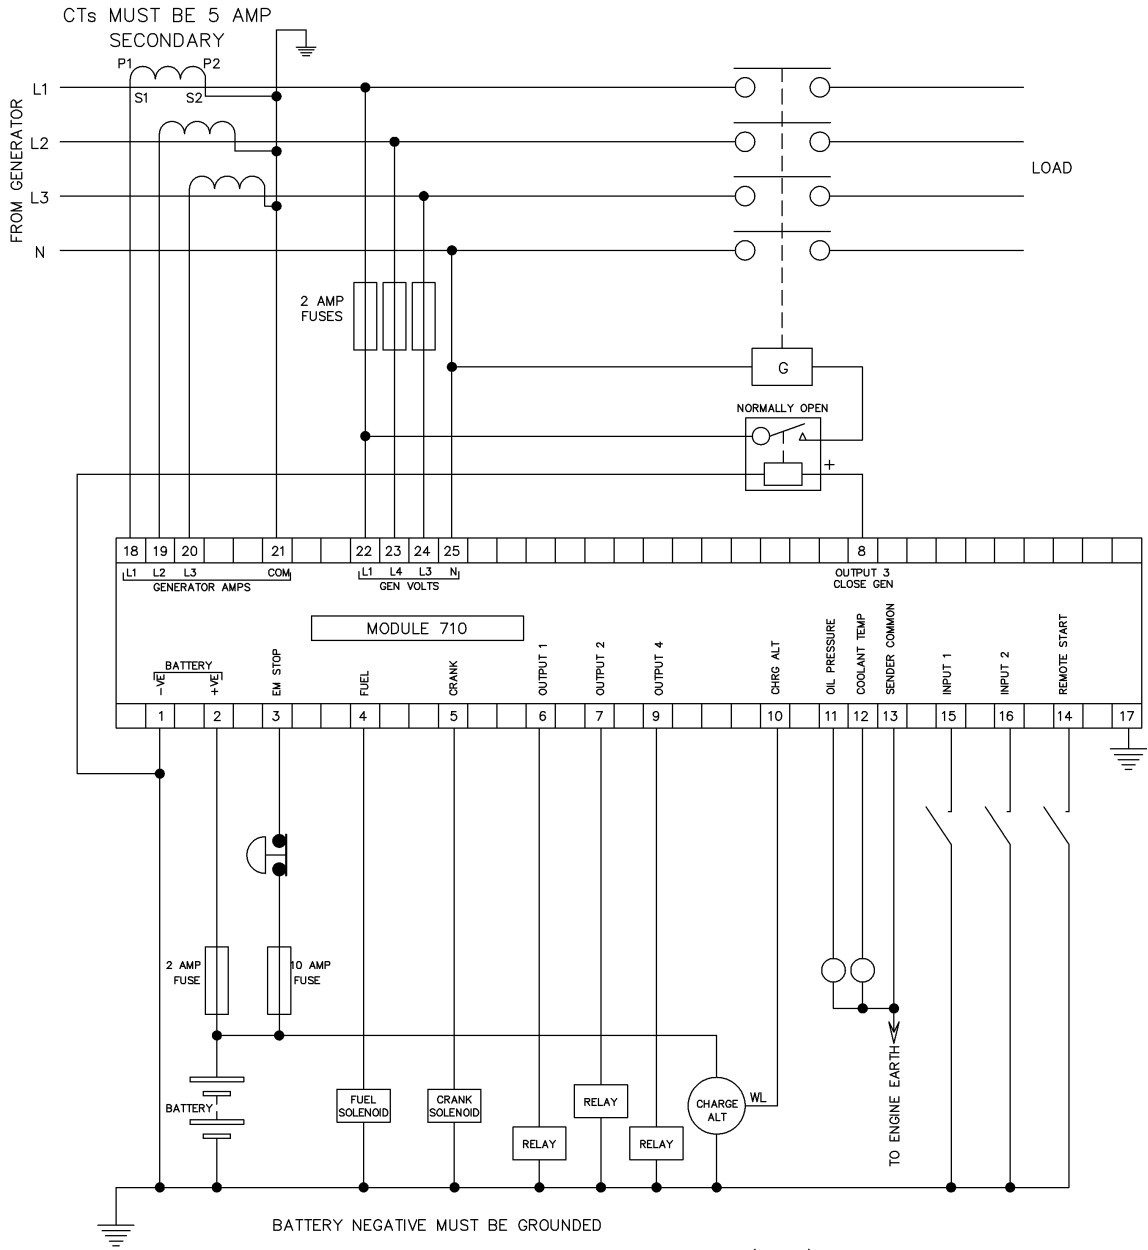 CTs MUST BE 5 AMP
SECONDARY
P1 P2
S1 S2
FROM GENERATOR
L1
L2
L3
N
LOAD
2 AMP
FUSES
G
NORMALLY OPEN
+
18 19 20 21 22 23 24 25 8
L1 L2 L3 COM
GENERATOR AMPS
L1 L4 L3 N
GEN VOLTS
OUTPUT 3
CLOSE GEN
MODULE 710
BATTERY
-VE
+VE
EM STOP
FUEL
CRANK
OUTPUT 1
OUTPUT 2
OUTPUT 4
CHRG ALT
OIL PRESSURE
COOLANT TEMP
SENDER COMMON
INPUT 1
INPUT 2
REMOTE START
1 2 3 4 5 6 7 9 10 11 12 13 15 16 14 17
2 AMP
FUSE
10 AMP
FUSE
BATTERY
FUEL
SOLENOID
CRANK
SOLENOID
RELAY
RELAY
RELAY
CHARGE
ALT
WL
TO ENGINE EARTH
BATTERY NEGATIVE MUST BE GROUNDED